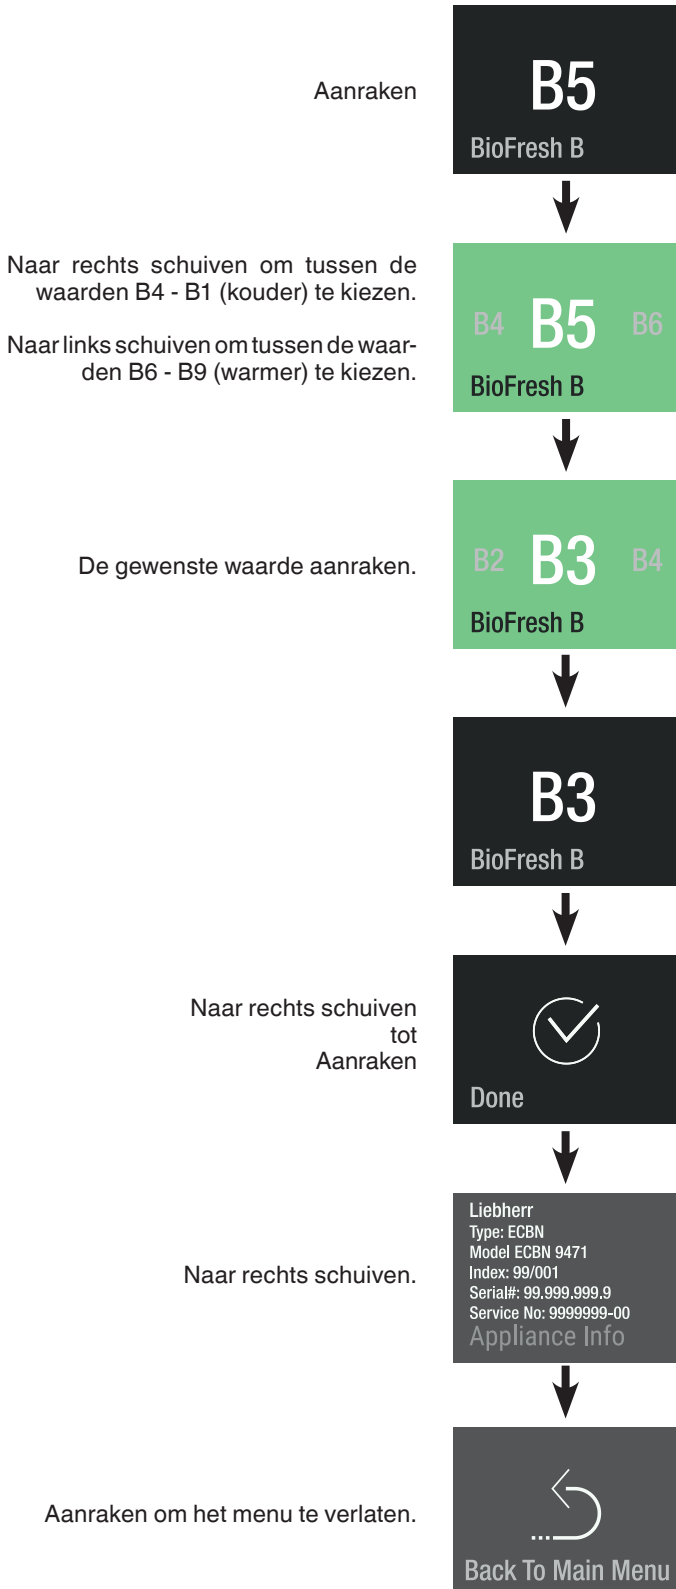 Aanraken
B5
BioFresh B
Naar rechts schuiven om tussen de
waarden B4 - B1 (kouder) te kiezen.
Naar links schuiven om tussen de waar-
den B6 - B9 (warmer) te kiezen.
B4 B5 B6
BioFresh B
De gewenste waarde aanraken.
B2 B3 B4
BioFresh B
B3
BioFresh B
Naar rechts schuiven
tot
Aanraken
Done
Naar rechts schuiven.
Liebherr
Type: ECBN
Model ECBN 9471
Index: 99/001
Serial#: 99.999.999.9
Service No: 9999999-00
Appliance Info
Aanraken om het menu te verlaten.
Back To Main Menu